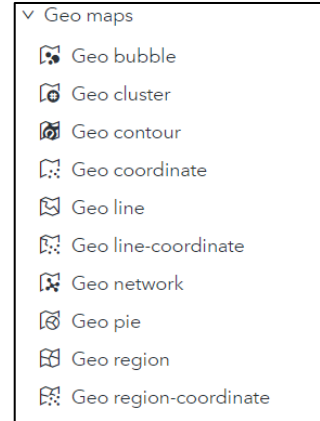 Geo maps
Geo bubble
Geo cluster
Geo contour
Geo coordinate
Geo line
Geo line-coordinate
Geo network
Geo pie
Geo region
Geo region-coordinate